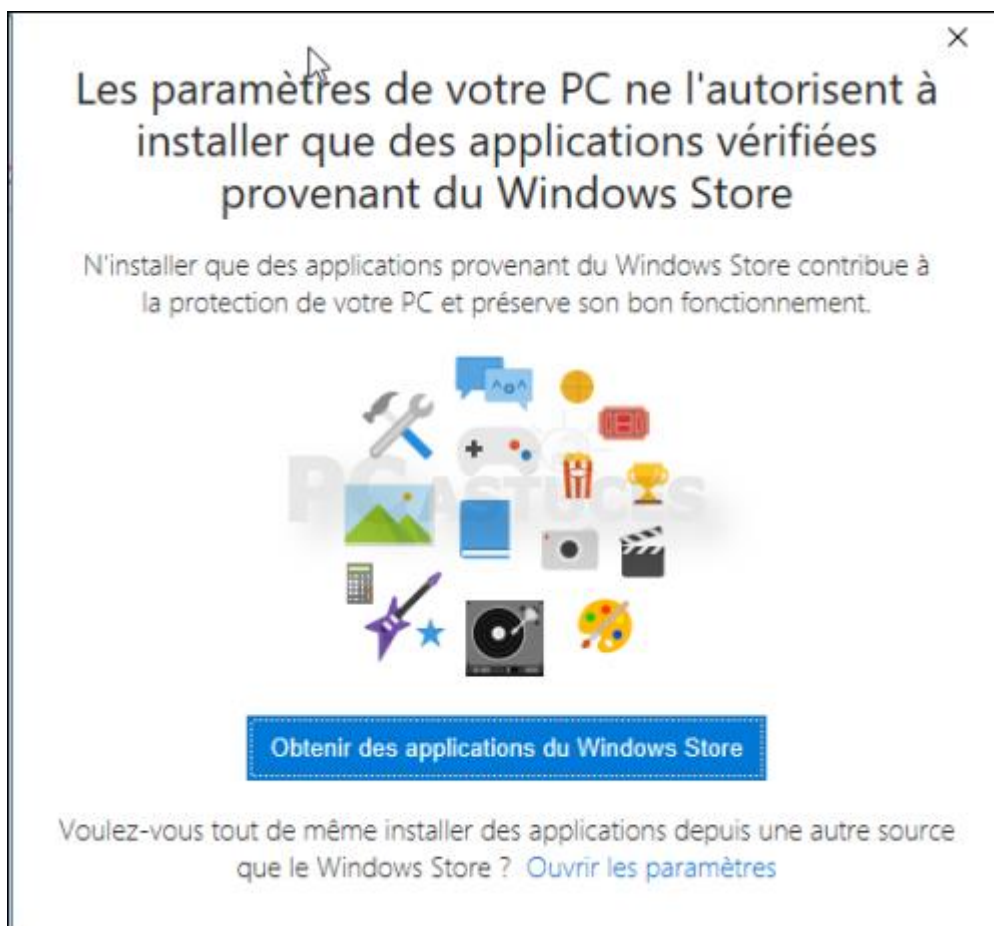 Les paramètres de votre PC ne l'autorisent à
installer que des applications vérifiées
provenant du Windows Store
N'installer que des applications provenant du Windows Store contribue à
la protection de votre PC et préserve son bon fonctionnement.
PC ASTUCES
Obtenir des applications du Windows Store
Voulez-vous tout de même installer des applications depuis une autre source
que le Windows Store ? Ouvrir les paramètres